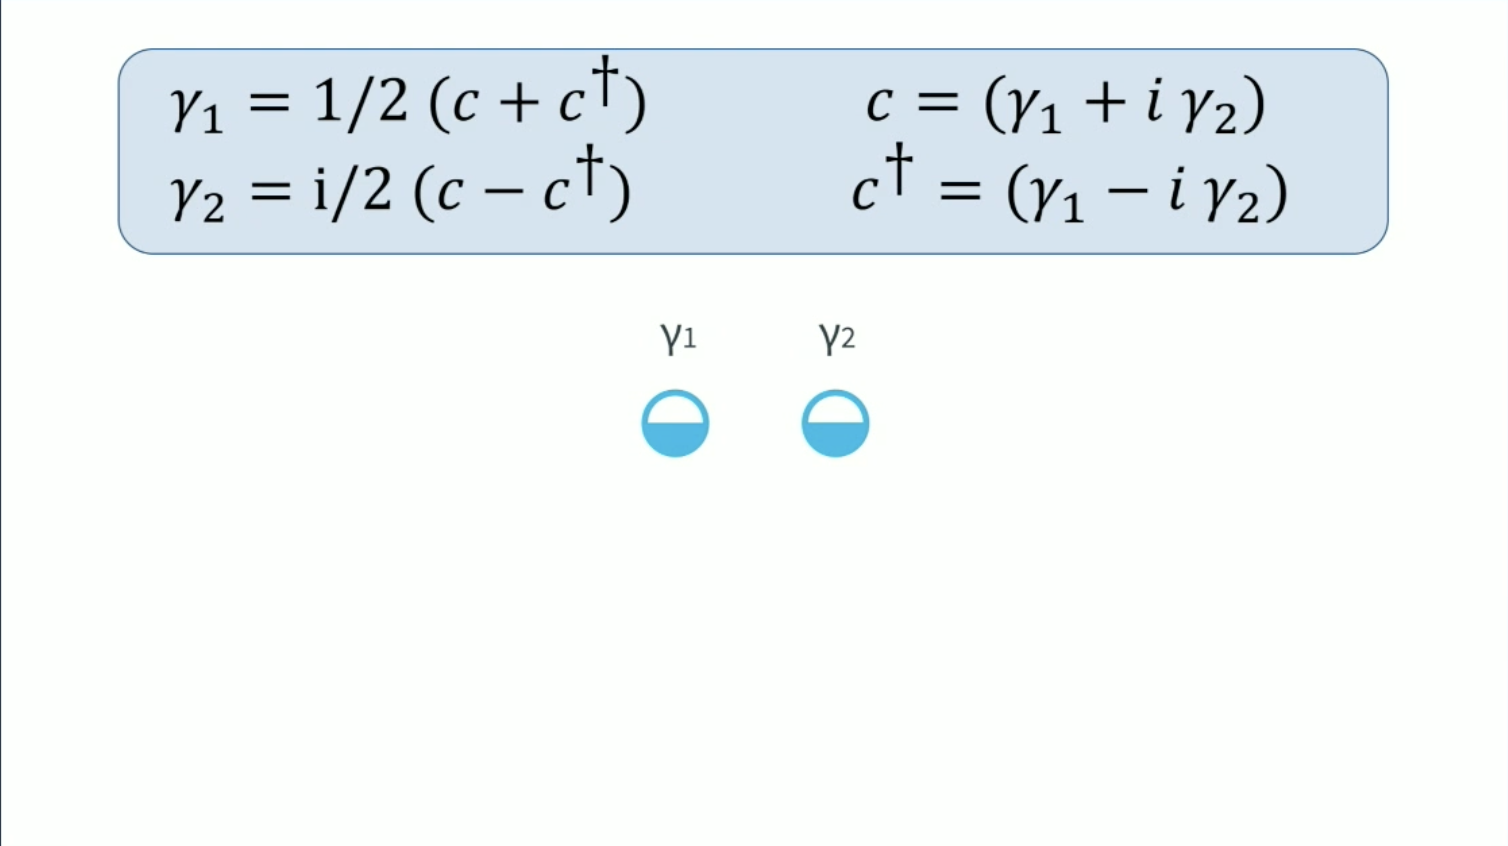 γ₁ = 1/2 (c + c†)
c = (γ₁ + i γ₂)
γ₂ = i/2 (c − c†)
c† = (γ₁ − i γ₂)
γ1 γ2